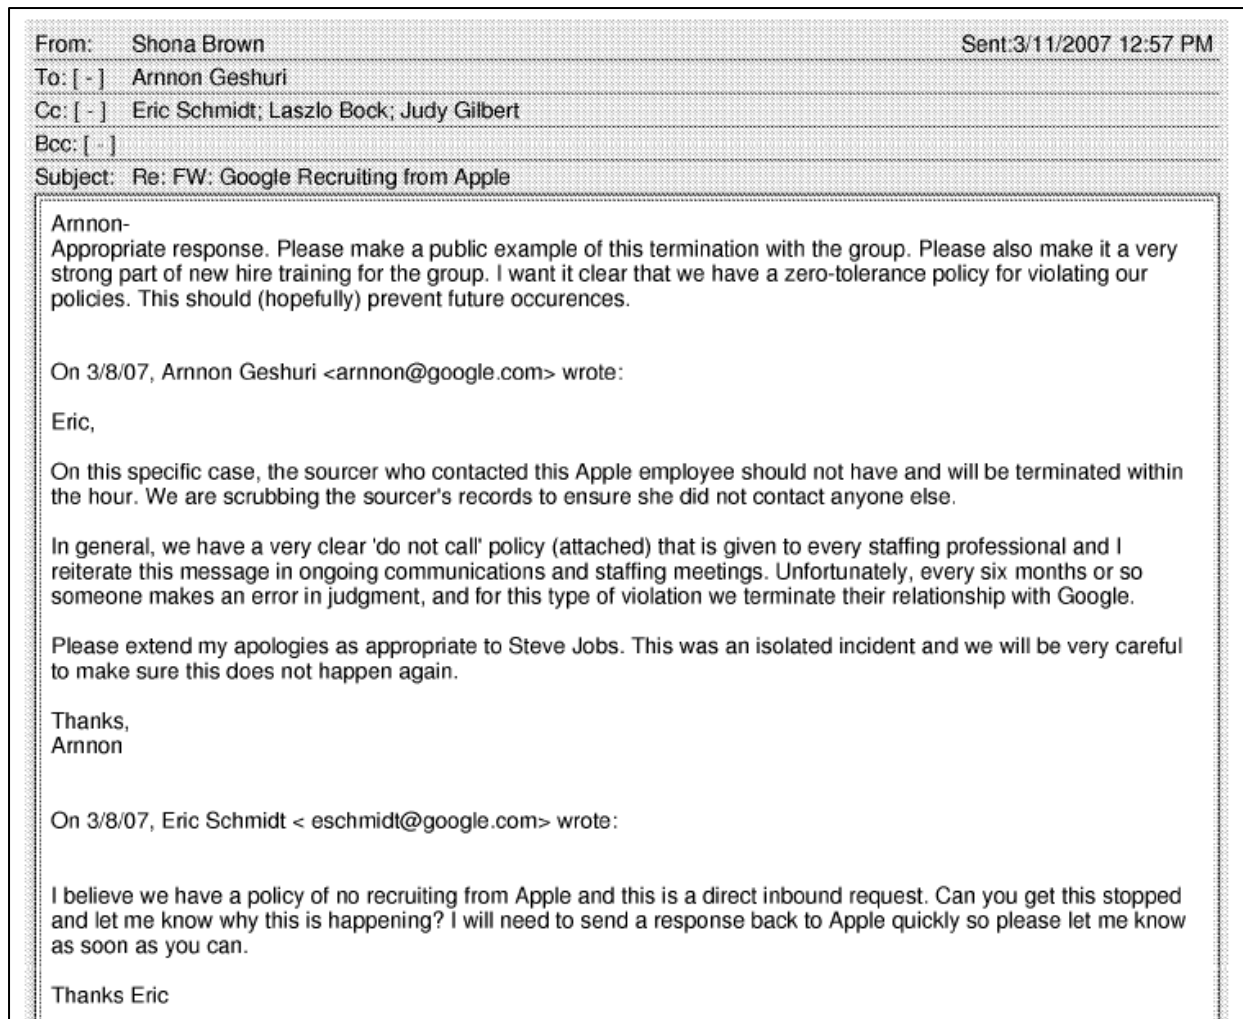 From: Shona Brown Sent:3/11/2007 12:57 PM
To: [ - ] Arnnon Geshuri
Cc: [ - ] Eric Schmidt; Laszlo Bock; Judy Gilbert
Bcc: [ - ]
Subject: Re: FW: Google Recruiting from Apple
Arnnon-
Appropriate response. Please make a public example of this termination with the group. Please also make it a very
strong part of new hire training for the group. I want it clear that we have a zero-tolerance policy for violating our
policies. This should (hopefully) prevent future occurences.
On 3/8/07, Arnnon Geshuri <arnnon@google.com> wrote:
Eric,
On this specific case, the sourcer who contacted this Apple employee should not have and will be terminated within
the hour. We are scrubbing the sourcer's records to ensure she did not contact anyone else.
In general, we have a very clear 'do not call' policy (attached) that is given to every staffing professional and I
reiterate this message in ongoing communications and staffing meetings. Unfortunately, every six months or so
someone makes an error in judgment, and for this type of violation we terminate their relationship with Google.
Please extend my apologies as appropriate to Steve Jobs. This was an isolated incident and we will be very careful
to make sure this does not happen again.
Thanks,
Arnnon
On 3/8/07, Eric Schmidt < eschmidt@google.com> wrote:
I believe we have a policy of no recruiting from Apple and this is a direct inbound request. Can you get this stopped
and let me know why this is happening? I will need to send a response back to Apple quickly so please let me know
as soon as you can.
Thanks Eric